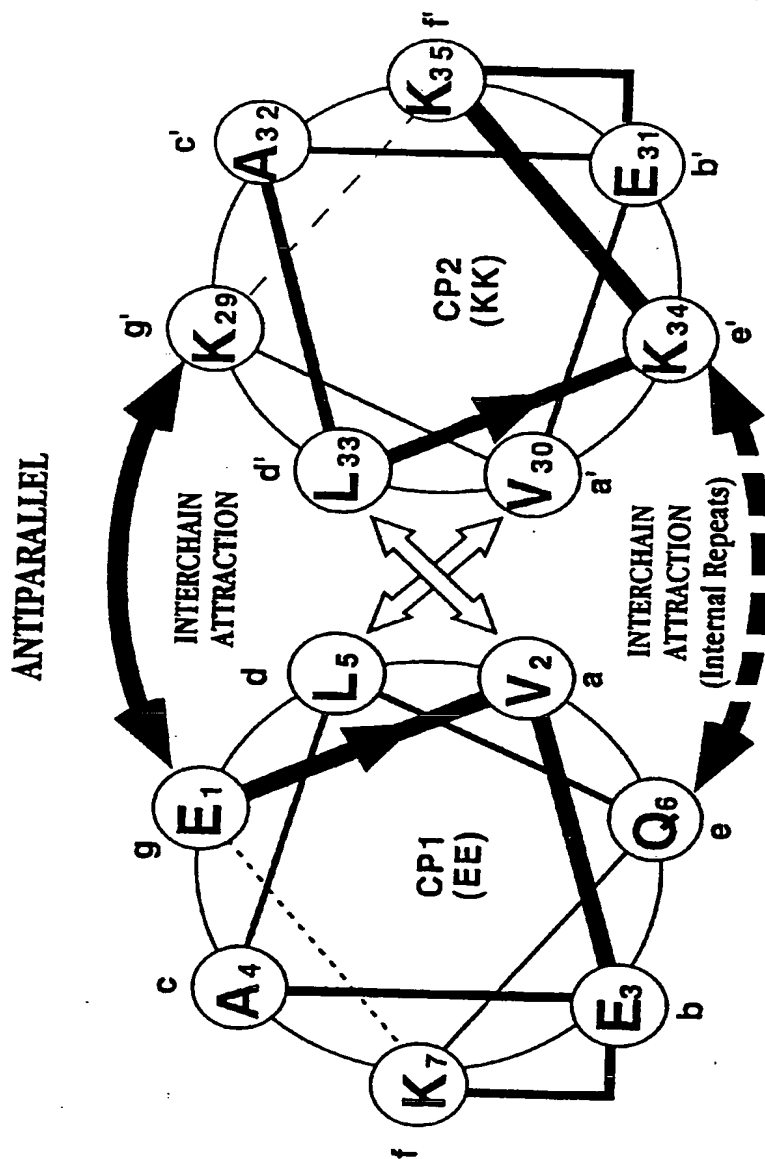 ANTIPARALLEL
INTERCHAIN
ATTRACTION
g
E1
d
L5
c
A4
f
K7
CP1
(EE)
V2
a
E3
b
Q6
e
g'
K29
c'
A32
d'
L33
f'
K35
CP2
(KK)
V30
a'
E31
b'
K34
e'
INTERCHAIN
ATTRACTION
(Internal Repeats)